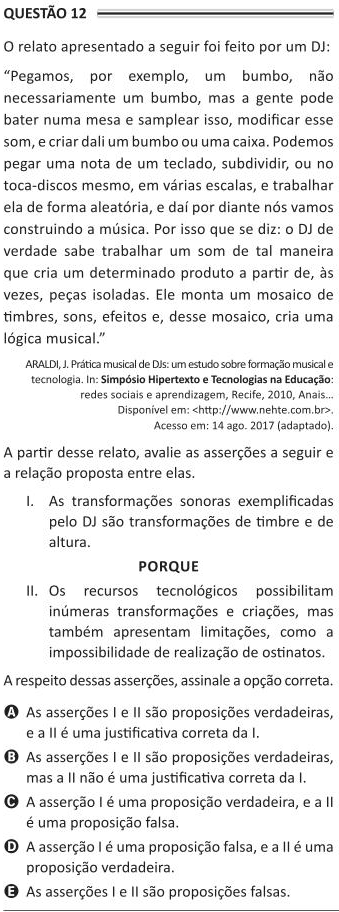 QUESTÃO 12
O relato apresentado a seguir foi feito por um DJ:
“Pegamos, por exemplo, um bumbo, não
necessariamente um bumbo, mas a gente pode
bater numa mesa e samplear isso, modificar esse
som, e criar dali um bumbo ou uma caixa. Podemos
pegar uma nota de um teclado, subdividir, ou no
toca-discos mesmo, em várias escalas, e trabalhar
ela de forma aleatória, e daí por diante nós vamos
construindo a música. Por isso que se diz: o DJ de
verdade sabe trabalhar um som de tal maneira
que cria um determinado produto a partir de, às
vezes, peças isoladas. Ele monta um mosaico de
timbres, sons, efeitos e, desse mosaico, cria uma
lógica musical.”
ARALDI, J. Prática musical de DJs: um estudo sobre formação musical e
tecnologia. In: Simpósio Hipertexto e Tecnologias na Educação:
redes sociais e aprendizagem, Recife, 2010, Anais...
Disponível em: <http://www.nehte.com.br>.
Acesso em: 14 ago. 2017 (adaptado).
A partir desse relato, avalie as asserções a seguir e
a relação proposta entre elas.
I. As transformações sonoras exemplificadas
pelo DJ são transformações de timbre e de
altura.
PORQUE
II. Os recursos tecnológicos possibilitam
inúmeras transformações e criações, mas
também apresentam limitações, como a
impossibilidade de realização de ostinatos.
A respeito dessas asserções, assinale a opção correta.
A As asserções I e II são proposições verdadeiras,
e a II é uma justificativa correta da I.
B As asserções I e II são proposições verdadeiras,
mas a II não é uma justificativa correta da I.
C A asserção I é uma proposição verdadeira, e a II
é uma proposição falsa.
D A asserção I é uma proposição falsa, e a II é uma
proposição verdadeira.
E As asserções I e II são proposições falsas.